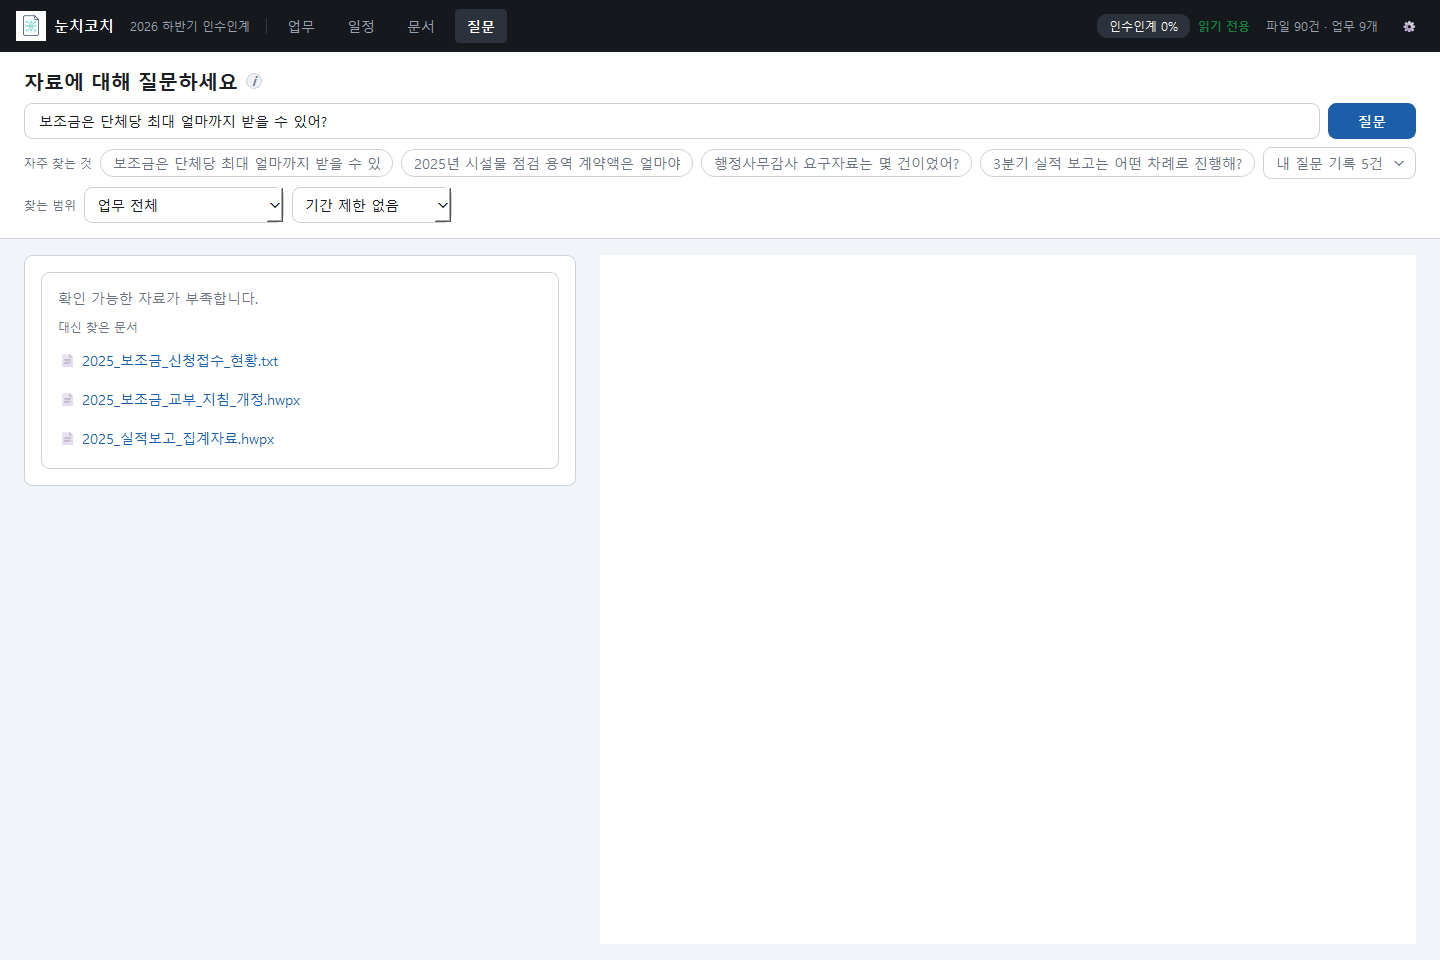 눈치코치 2026 하반기 인수인계 업무 일정 문서 질문 인수인계 0% 읽기 전용 파일 90건 · 업무 9개
자료에 대해 질문하세요 i
보조금은 단체당 최대 얼마까지 받을 수 있어? 질문
자주 찾는 것 보조금은 단체당 최대 얼마까지 받을 수 있 2025년 시설물 점검 용역 계약액은 얼마야 행정사무감사 요구자료는 몇 건이었어? 3분기 실적 보고는 어떤 차례로 진행해? 내 질문 기록 5건
찾는 범위 업무 전체 기간 제한 없음
확인 가능한 자료가 부족합니다.
대신 찾은 문서
2025_보조금_신청접수_현황.txt
2025_보조금_교부_지침_개정.hwpx
2025_실적보고_집계자료.hwpx